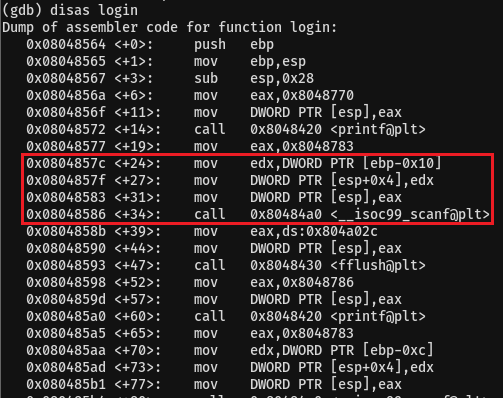 (gdb) disas login
Dump of assembler code for function login:
0x08048564 <+0>: push ebp
0x08048565 <+1>: mov ebp,esp
0x08048567 <+3>: sub esp,0x28
0x0804856a <+6>: mov eax,0x8048770
0x0804856f <+11>: mov DWORD PTR [esp],eax
0x08048572 <+14>: call 0x8048420 <printf@plt>
0x08048577 <+19>: mov eax,0x8048783
0x0804857c <+24>: mov edx,DWORD PTR [ebp-0x10]
0x0804857f <+27>: mov DWORD PTR [esp+0x4],edx
0x08048583 <+31>: mov DWORD PTR [esp],eax
0x08048586 <+34>: call 0x80484a0 <__isoc99_scanf@plt>
0x0804858b <+39>: mov eax,ds:0x804a02c
0x08048590 <+44>: mov DWORD PTR [esp],eax
0x08048593 <+47>: call 0x8048430 <fflush@plt>
0x08048598 <+52>: mov eax,0x8048786
0x0804859d <+57>: mov DWORD PTR [esp],eax
0x080485a0 <+60>: call 0x8048420 <printf@plt>
0x080485a5 <+65>: mov eax,0x8048783
0x080485aa <+70>: mov edx,DWORD PTR [ebp-0xc]
0x080485ad <+73>: mov DWORD PTR [esp+0x4],edx
0x080485b1 <+77>: mov DWORD PTR [esp],eax